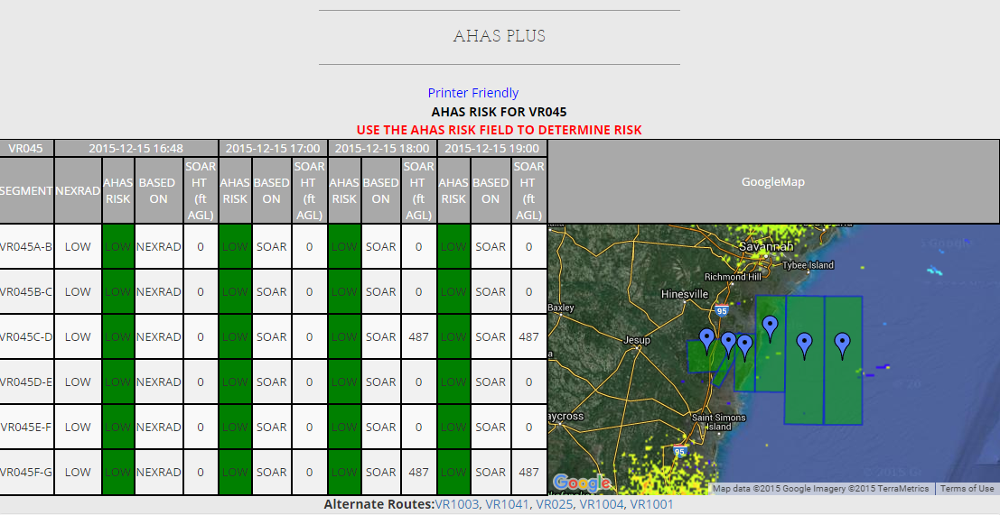 AHAS PLUS
Printer Friendly
AHAS RISK FOR VR045
USE THE AHAS RISK FIELD TO DETERMINE RISK
VR045 2015-12-15 16:48 2015-12-15 17:00 2015-12-15 18:00 2015-12-15 19:00
SEGMENT NEXRAD AHAS RISK BASED ON SOAR HT (ft AGL) AHAS RISK BASED ON SOAR HT (ft AGL) AHAS RISK BASED ON SOAR HT (ft AGL) AHAS RISK BASED ON SOAR HT (ft AGL) GoogleMap
VR045A-B LOW LOW NEXRAD 0 LOW SOAR 0 LOW SOAR 0 LOW SOAR 0
VR045B-C LOW LOW NEXRAD 0 LOW SOAR 0 LOW SOAR 0 LOW SOAR 0
VR045C-D LOW LOW NEXRAD 0 LOW SOAR 0 LOW SOAR 487 LOW SOAR 487
VR045D-E LOW LOW NEXRAD 0 LOW SOAR 0 LOW SOAR 0 LOW SOAR 0
VR045E-F LOW LOW NEXRAD 0 LOW SOAR 0 LOW SOAR 0 LOW SOAR 0
VR045F-G LOW LOW NEXRAD 0 LOW SOAR 0 LOW SOAR 487 LOW SOAR 487
Savannah
Tybee Island
Richmond Hill
Hinesville
95
Baxley
Jesup
aycross
Saint Simons
Island
95
Google
Map data ©2015 Google Imagery ©2015 TerraMetrics Terms of Use
Alternate Routes:VR1003, VR1041, VR025, VR1004, VR1001